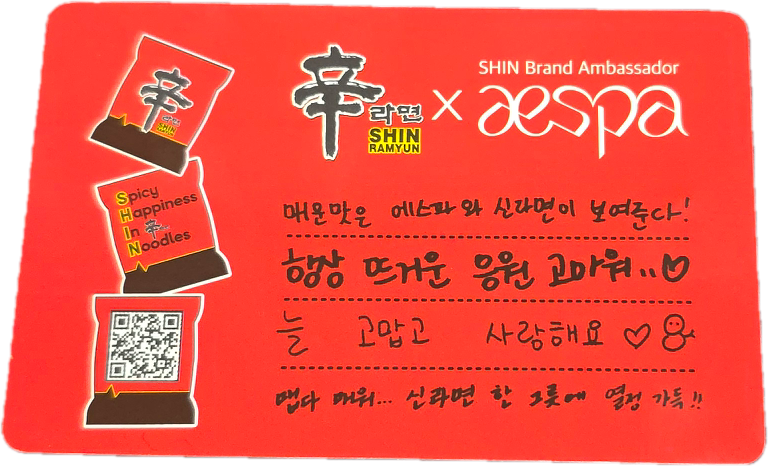 辛라면
SHIN
RAMYUN
X
SHIN Brand Ambassador
aespa
辛
라면
Spicy
Happiness
In 辛
Noodles
매운맛은 에스파와 신라면이 보여준다!
항상 뜨거운 응원 고마워..♡
늘 고맙고 사랑해요 ♡
맵다 매워... 신라면 한 그릇에 열정 가득!!